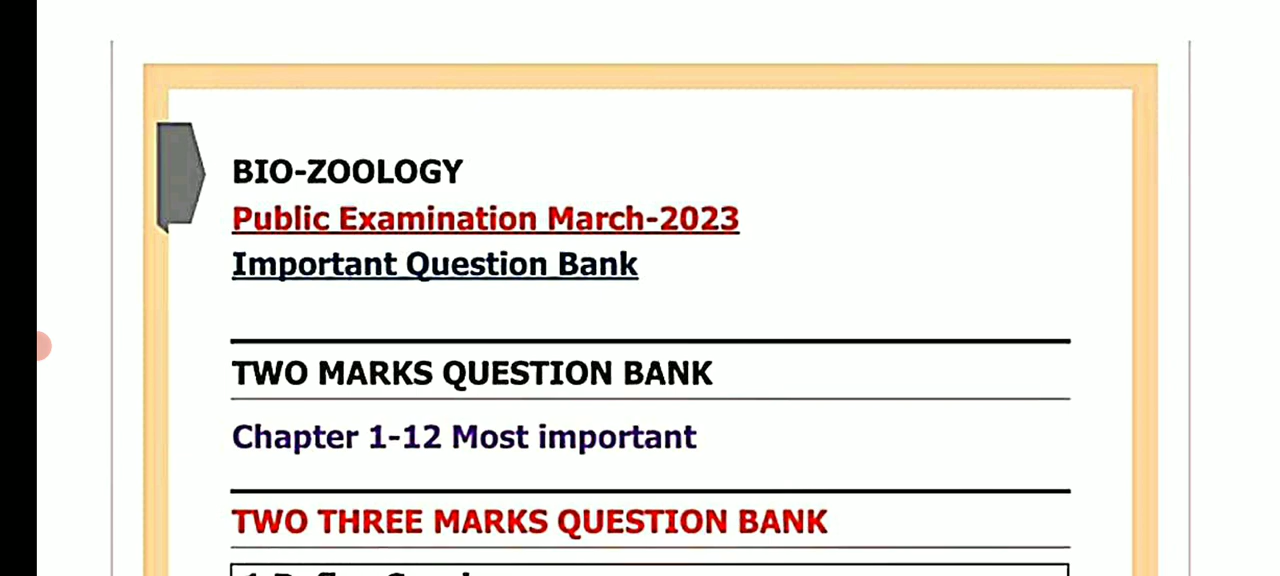 BIO-ZOOLOGY
Public Examination March-2023
Important Question Bank
TWO MARKS QUESTION BANK
Chapter 1-12 Most important
TWO THREE MARKS QUESTION BANK